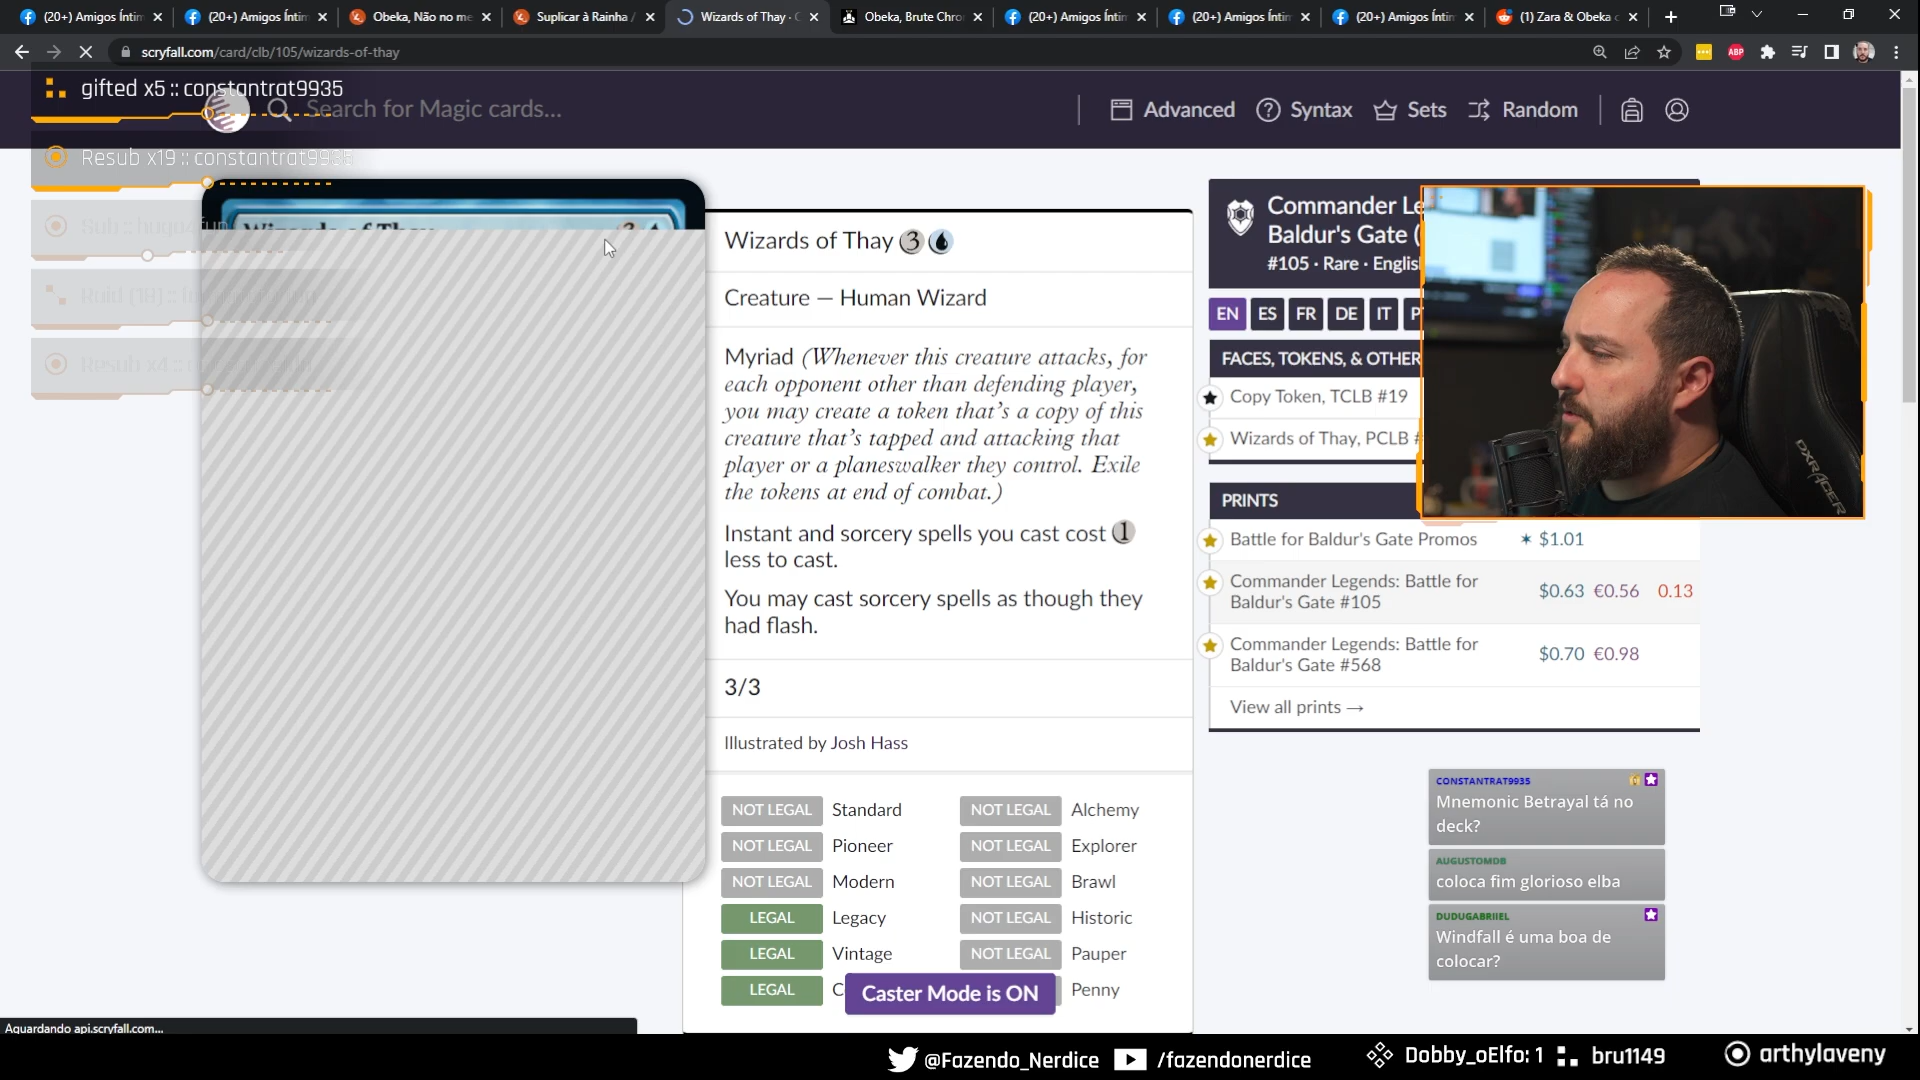 (20+) Amigos Íntim
(20+) Amigos Íntim
Obeka, Não no me
Suplicar à Rainha /
Wizards of Thay · C
Obeka, Brute Chro
(20+) Amigos Íntim
(20+) Amigos Íntim
(20+) Amigos Íntim
(1) Zara & Obeka c
scryfall.com/card/clb/105/wizards-of-thay
ABP
gifted x5 :: constantrat9935
Search for Magic cards...
Advanced
Syntax
Sets
Random
Resub x19 :: constantrat9935
Wizards of Thay
Wizards of Thay 3
Creature — Human Wizard
Myriad (Whenever this creature attacks, for
each opponent other than defending player,
you may create a token that's a copy of this
creature that's tapped and attacking that
player or a planeswalker they control. Exile
the tokens at end of combat.)
Instant and sorcery spells you cast cost 1
less to cast.
You may cast sorcery spells as though they
had flash.
3/3
Illustrated by Josh Hass
NOT LEGAL Standard NOT LEGAL Alchemy
NOT LEGAL Pioneer NOT LEGAL Explorer
NOT LEGAL Modern NOT LEGAL Brawl
LEGAL Legacy NOT LEGAL Historic
LEGAL Vintage NOT LEGAL Pauper
LEGAL C Penny
Caster Mode is ON
Commander Le
Baldur's Gate (
#105 · Rare · Englis
EN ES FR DE IT P
FACES, TOKENS, & OTHER
Copy Token, TCLB #19
Wizards of Thay, PCLB #
PRINTS
Battle for Baldur's Gate Promos ✶ $1.01
Commander Legends: Battle for
Baldur's Gate #105 $0.63 €0.56 0.13
Commander Legends: Battle for
Baldur's Gate #568 $0.70 €0.98
View all prints →
DXRACER
CONSTANTRAT9935
Mnemonic Betrayal tá no
deck?
AUGUSTOMDB
coloca fim glorioso elba
DUDUGABRIIEL
Windfall é uma boa de
colocar?
Aguardando api.scryfall.com...
@Fazendo_Nerdice
/fazendonerdice
Dobby_oElfo: 1
bru1149
arthylaveny